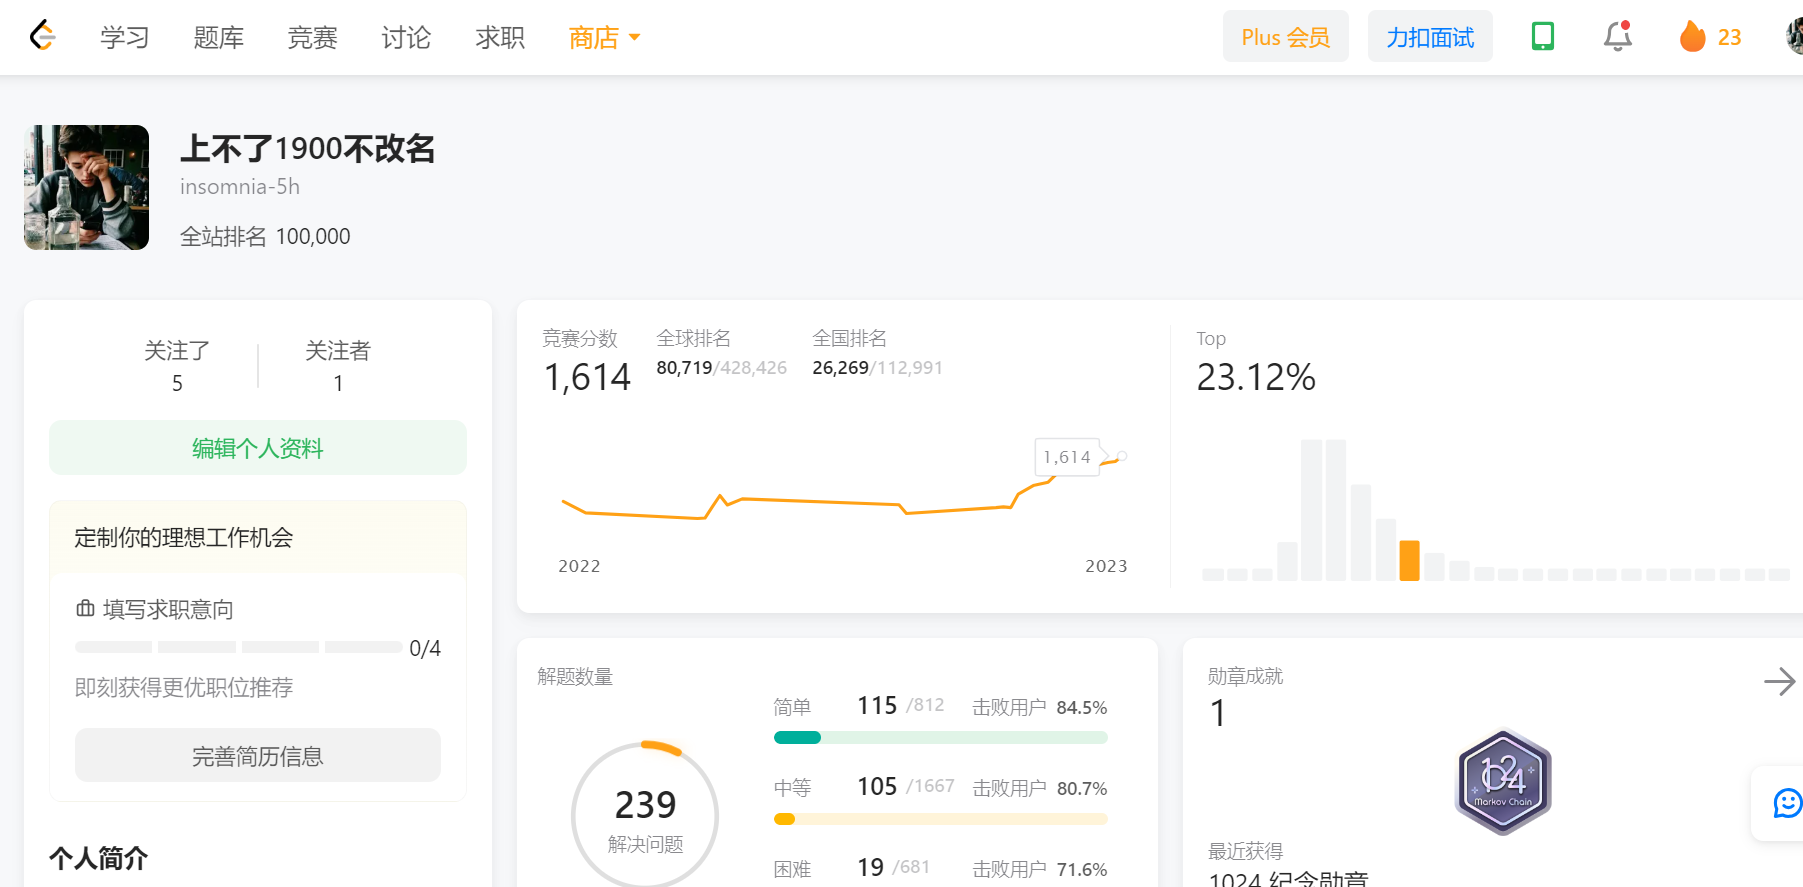 学习 题库 竞赛 讨论 求职 商店 Plus 会员 力扣面试 23
上不了1900不改名
insomnia-5h
全站排名 100,000
关注了 关注者
5 1
编辑个人资料
定制你的理想工作机会
填写求职意向
0/4
即刻获得更优职位推荐
完善简历信息
个人简介
竞赛分数 全球排名 全国排名
1,614 80,719/428,426 26,269/112,991
1,614
2022 2023
Top
23.12%
解题数量
239
解决问题
简单 115 /812 击败用户 84.5%
中等 105 /1667 击败用户 80.7%
困难 19 /681 击败用户 71.6%
勋章成就
1
1024
Markov Chain
最近获得
1024 纪念勋章